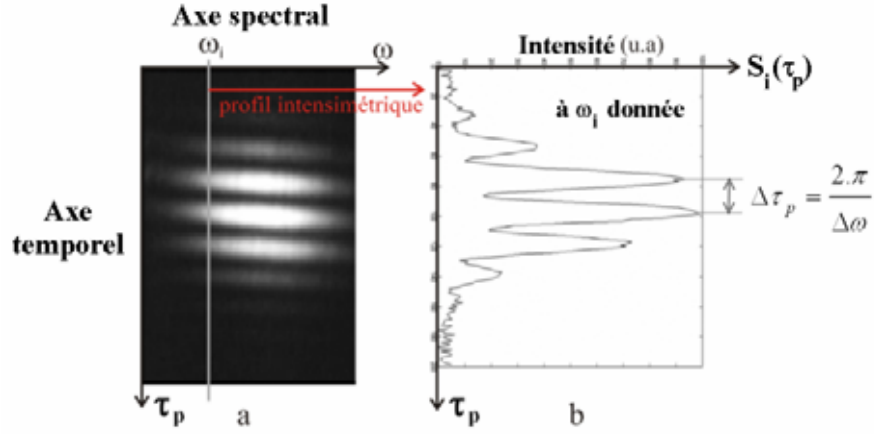 Axe spectral
ωi
ω
Intensité (u.a)
Si(τp)
profil intensimétrique
à ωi donnée
Axe
temporel
Δτp = 2.π / Δω
τp
a
τp
b